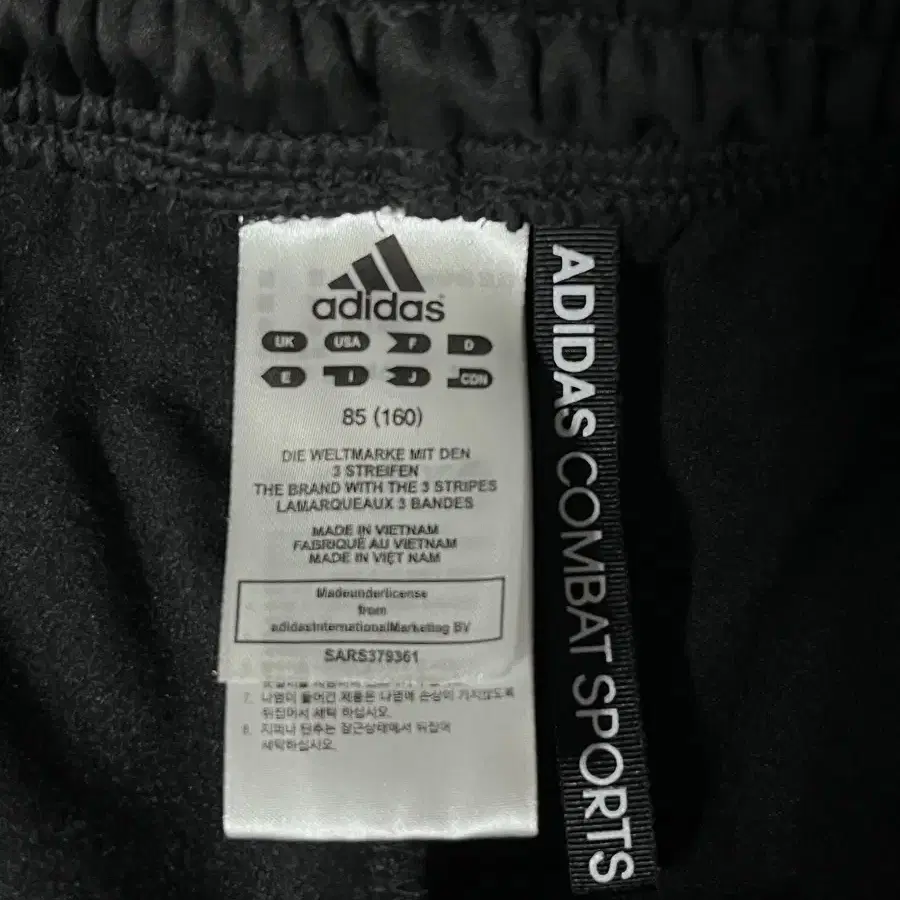 adidas
UK USA F D
E I J CDN
85 (160)
DIE WELTMARKE MIT DEN
3 STREIFEN
THE BRAND WITH THE 3 STRIPES
LAMARQUEAUX 3 BANDES
MADE IN VIETNAM
FABRIQUÉ AU VIETNAM
MADE IN VIỆT NAM
Madeunderlicense
from
adidasInternationalMarketing BV
SARS379361
7. 나염이 들어간 제품은 나염에 손상이 가지않도록
뒤집어서 세탁 하십시오.
8. 지퍼나 단추는 잠근상태에서 뒤집어
세탁하십시오.
ADIDAS COMBAT SPORTS